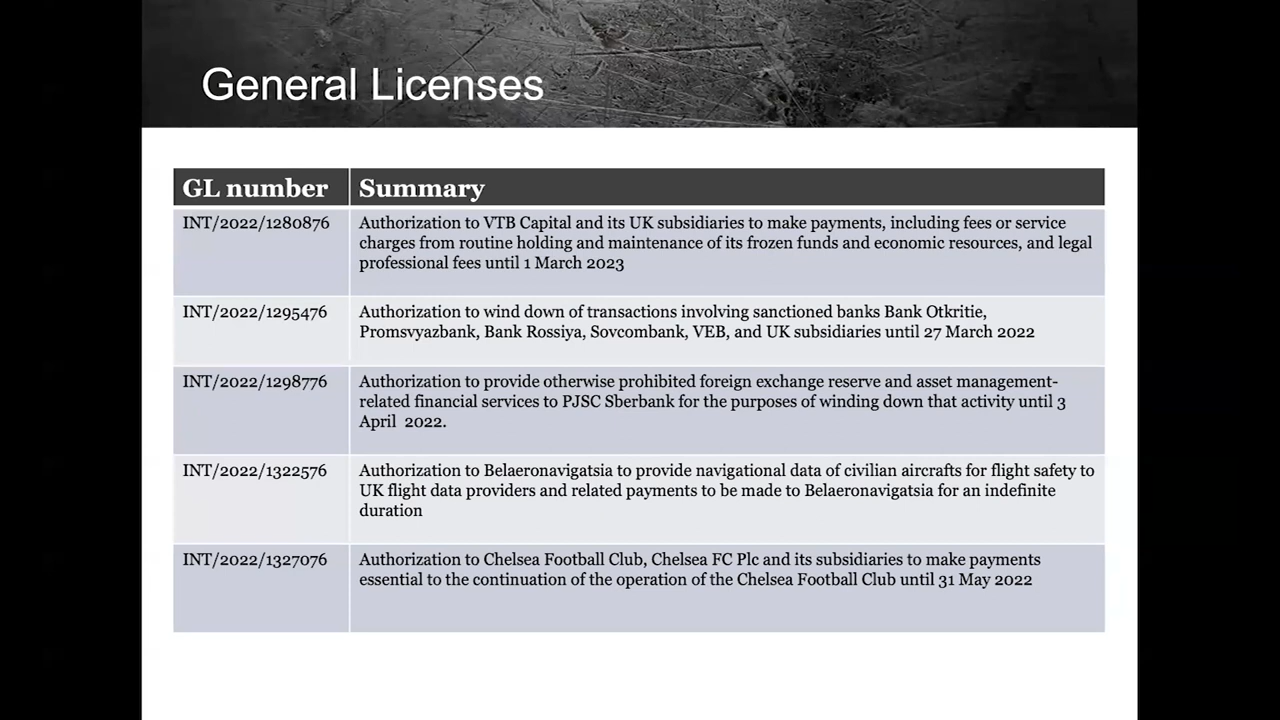 General Licenses
GL number Summary
INT/2022/1280876 Authorization to VTB Capital and its UK subsidiaries to make payments, including fees or service
charges from routine holding and maintenance of its frozen funds and economic resources, and legal
professional fees until 1 March 2023
INT/2022/1295476 Authorization to wind down of transactions involving sanctioned banks Bank Otkritie,
Promsvyazbank, Bank Rossiya, Sovcombank, VEB, and UK subsidiaries until 27 March 2022
INT/2022/1298776 Authorization to provide otherwise prohibited foreign exchange reserve and asset management-
related financial services to PJSC Sberbank for the purposes of winding down that activity until 3
April 2022.
INT/2022/1322576 Authorization to Belaeronavigatsia to provide navigational data of civilian aircrafts for flight safety to
UK flight data providers and related payments to be made to Belaeronavigatsia for an indefinite
duration
INT/2022/1327076 Authorization to Chelsea Football Club, Chelsea FC Plc and its subsidiaries to make payments
essential to the continuation of the operation of the Chelsea Football Club until 31 May 2022